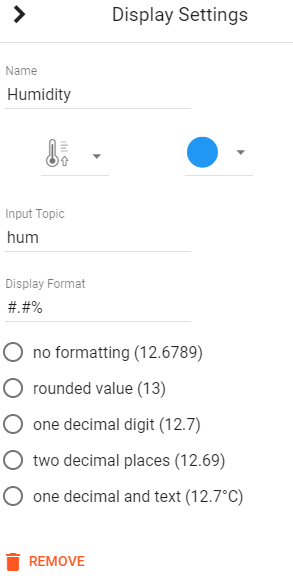 Display Settings
Name
Humidity
Input Topic
hum
Display Format
#.#%
no formatting (12.6789)
rounded value (13)
one decimal digit (12.7)
two decimal places (12.69)
one decimal and text (12.7°C)
REMOVE